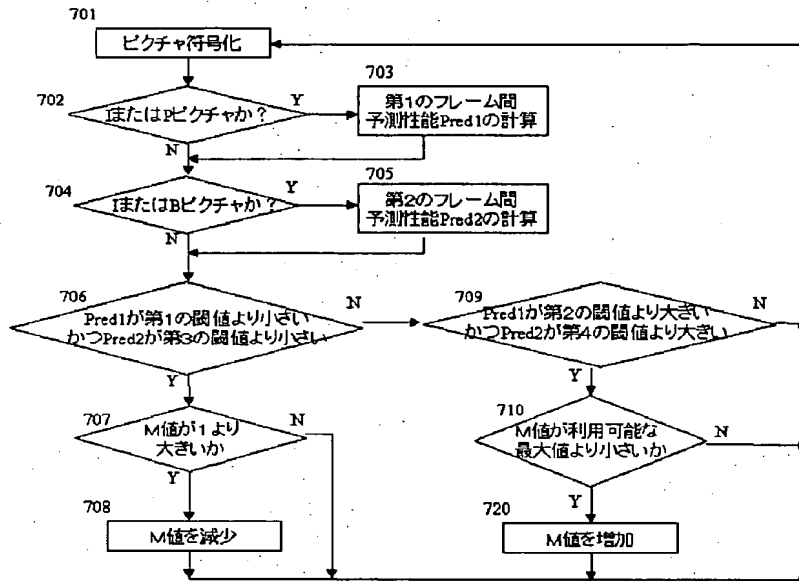 701
ピクチャ符号化
702
IまたはPピクチャか？
Y
N
703
第1のフレーム間
予測性能Pred1の計算
704
IまたはBピクチャか？
Y
N
705
第2のフレーム間
予測性能Pred2の計算
706
Pred1が第1の閾値より小さい
かつPred2が第3の閾値より小さい
N
Y
709
Pred1が第2の閾値より大きい
かつPred2が第4の閾値より大きい
N
Y
707
M値が1より
大きいか
N
Y
710
M値が利用可能な
最大値より小さいか
N
Y
708
M値を減少
720
M値を増加